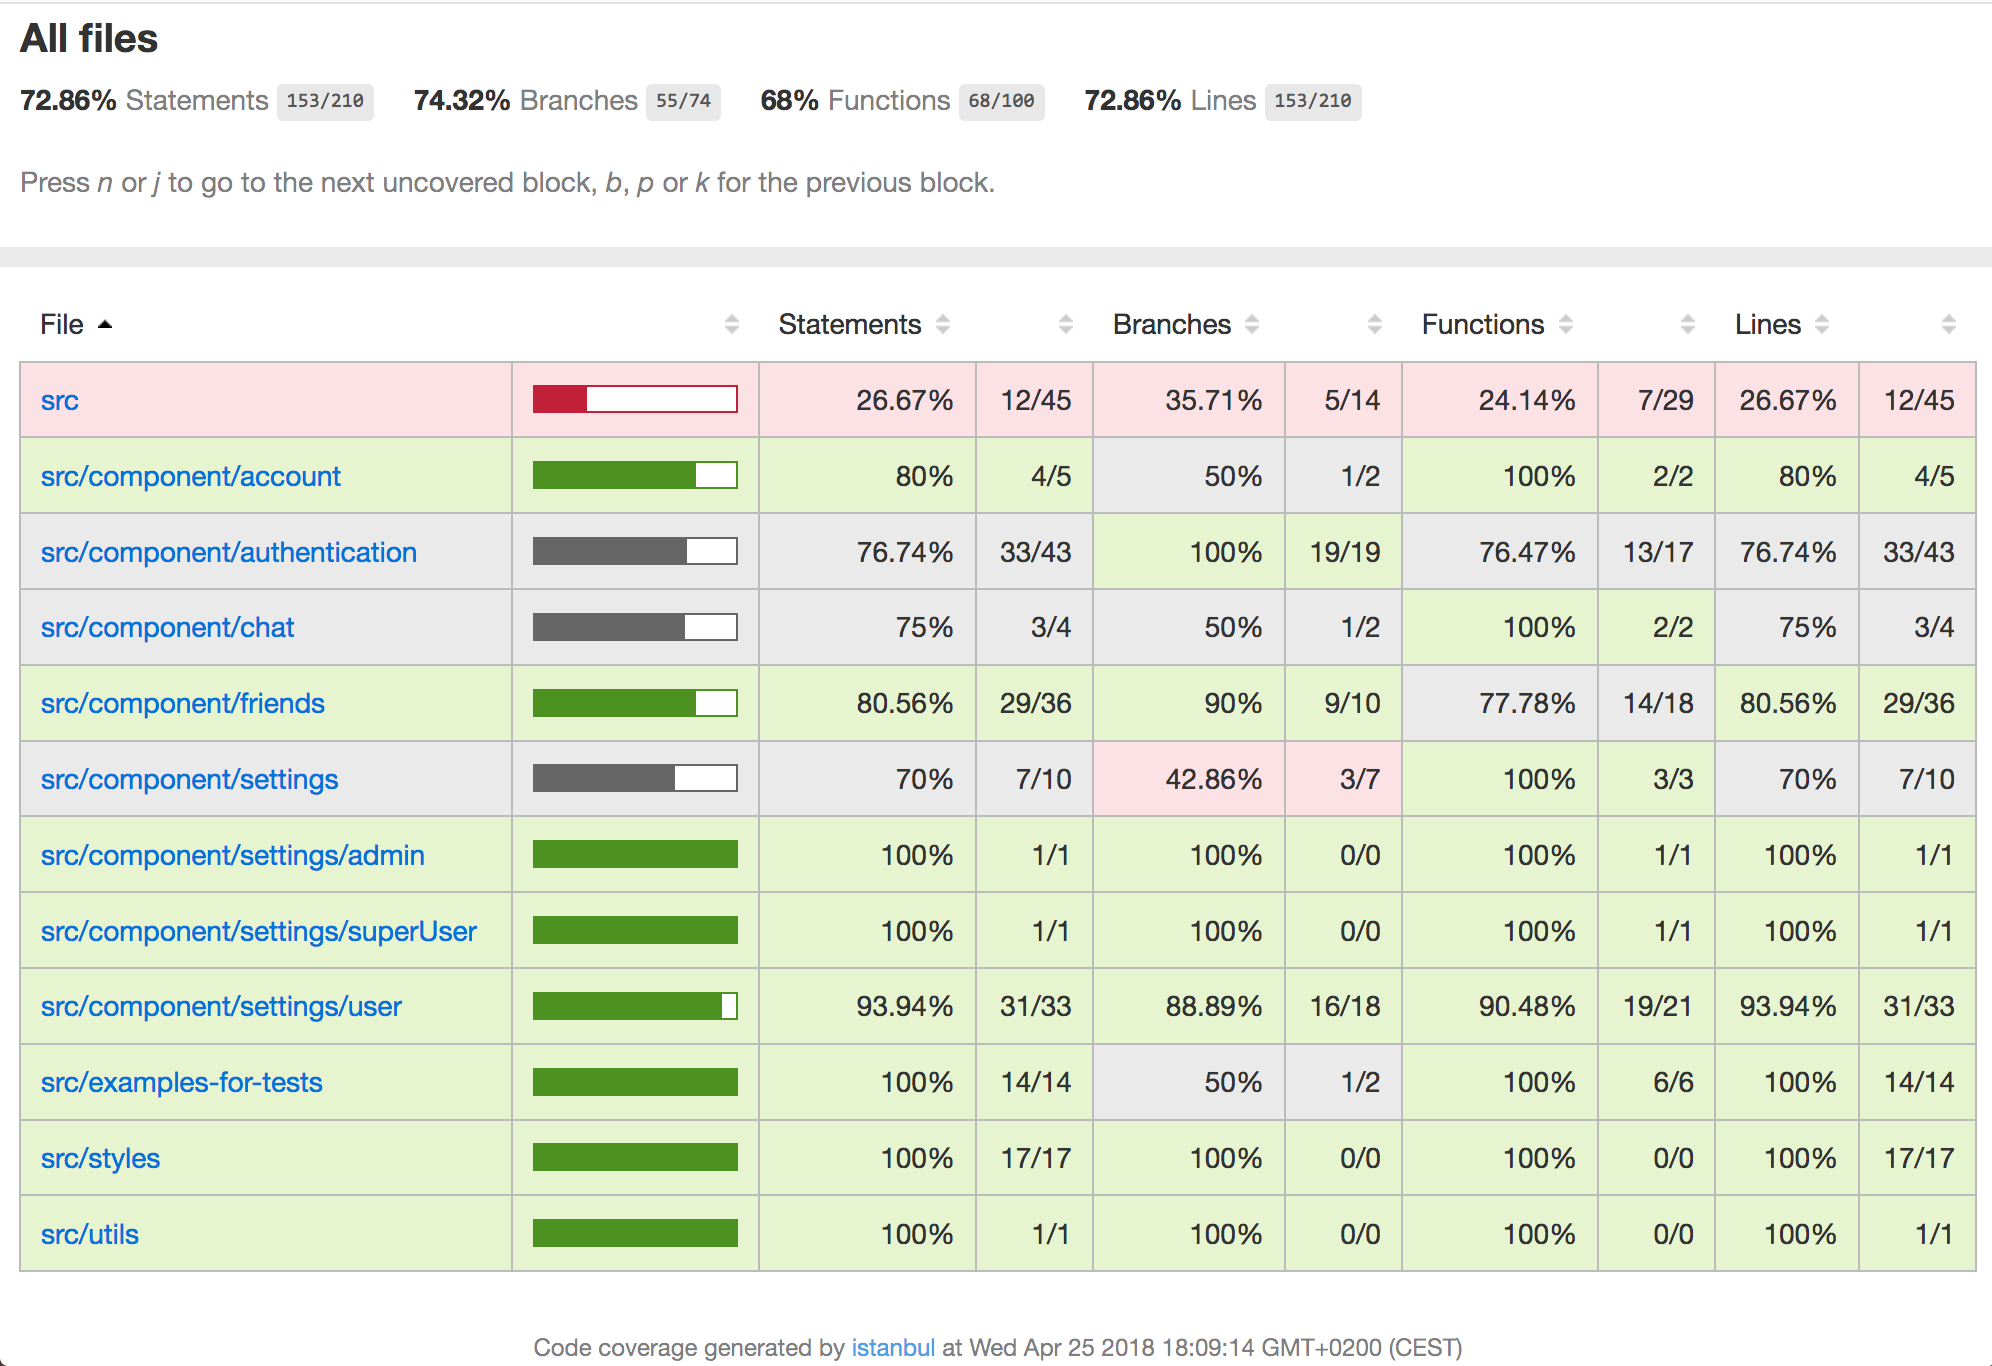 All files
72.86% Statements 153/210 74.32% Branches 55/74 68% Functions 68/100 72.86% Lines 153/210
Press n or j to go to the next uncovered block, b, p or k for the previous block.
File Statements Branches Functions Lines
src 26.67% 12/45 35.71% 5/14 24.14% 7/29 26.67% 12/45
src/component/account 80% 4/5 50% 1/2 100% 2/2 80% 4/5
src/component/authentication 76.74% 33/43 100% 19/19 76.47% 13/17 76.74% 33/43
src/component/chat 75% 3/4 50% 1/2 100% 2/2 75% 3/4
src/component/friends 80.56% 29/36 90% 9/10 77.78% 14/18 80.56% 29/36
src/component/settings 70% 7/10 42.86% 3/7 100% 3/3 70% 7/10
src/component/settings/admin 100% 1/1 100% 0/0 100% 1/1 100% 1/1
src/component/settings/superUser 100% 1/1 100% 0/0 100% 1/1 100% 1/1
src/component/settings/user 93.94% 31/33 88.89% 16/18 90.48% 19/21 93.94% 31/33
src/examples-for-tests 100% 14/14 50% 1/2 100% 6/6 100% 14/14
src/styles 100% 17/17 100% 0/0 100% 0/0 100% 17/17
src/utils 100% 1/1 100% 0/0 100% 0/0 100% 1/1
Code coverage generated by istanbul at Wed Apr 25 2018 18:09:14 GMT+0200 (CEST)